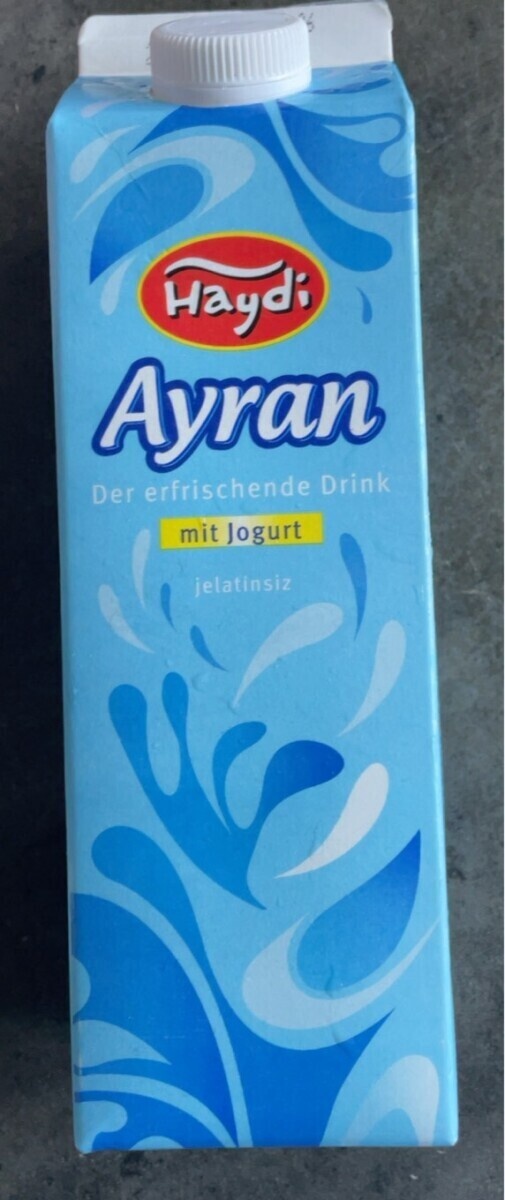 Haydi
Ayran
Der erfrischende Drink
mit Jogurt
jelatinsiz